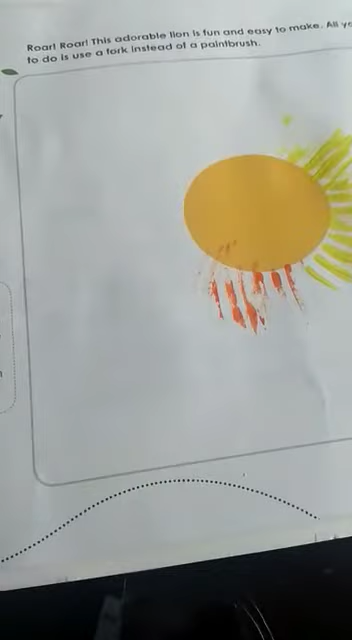 Roar! Roar! This adorable lion is fun and easy to make. All
to do is use a fork instead of a paintbrush.